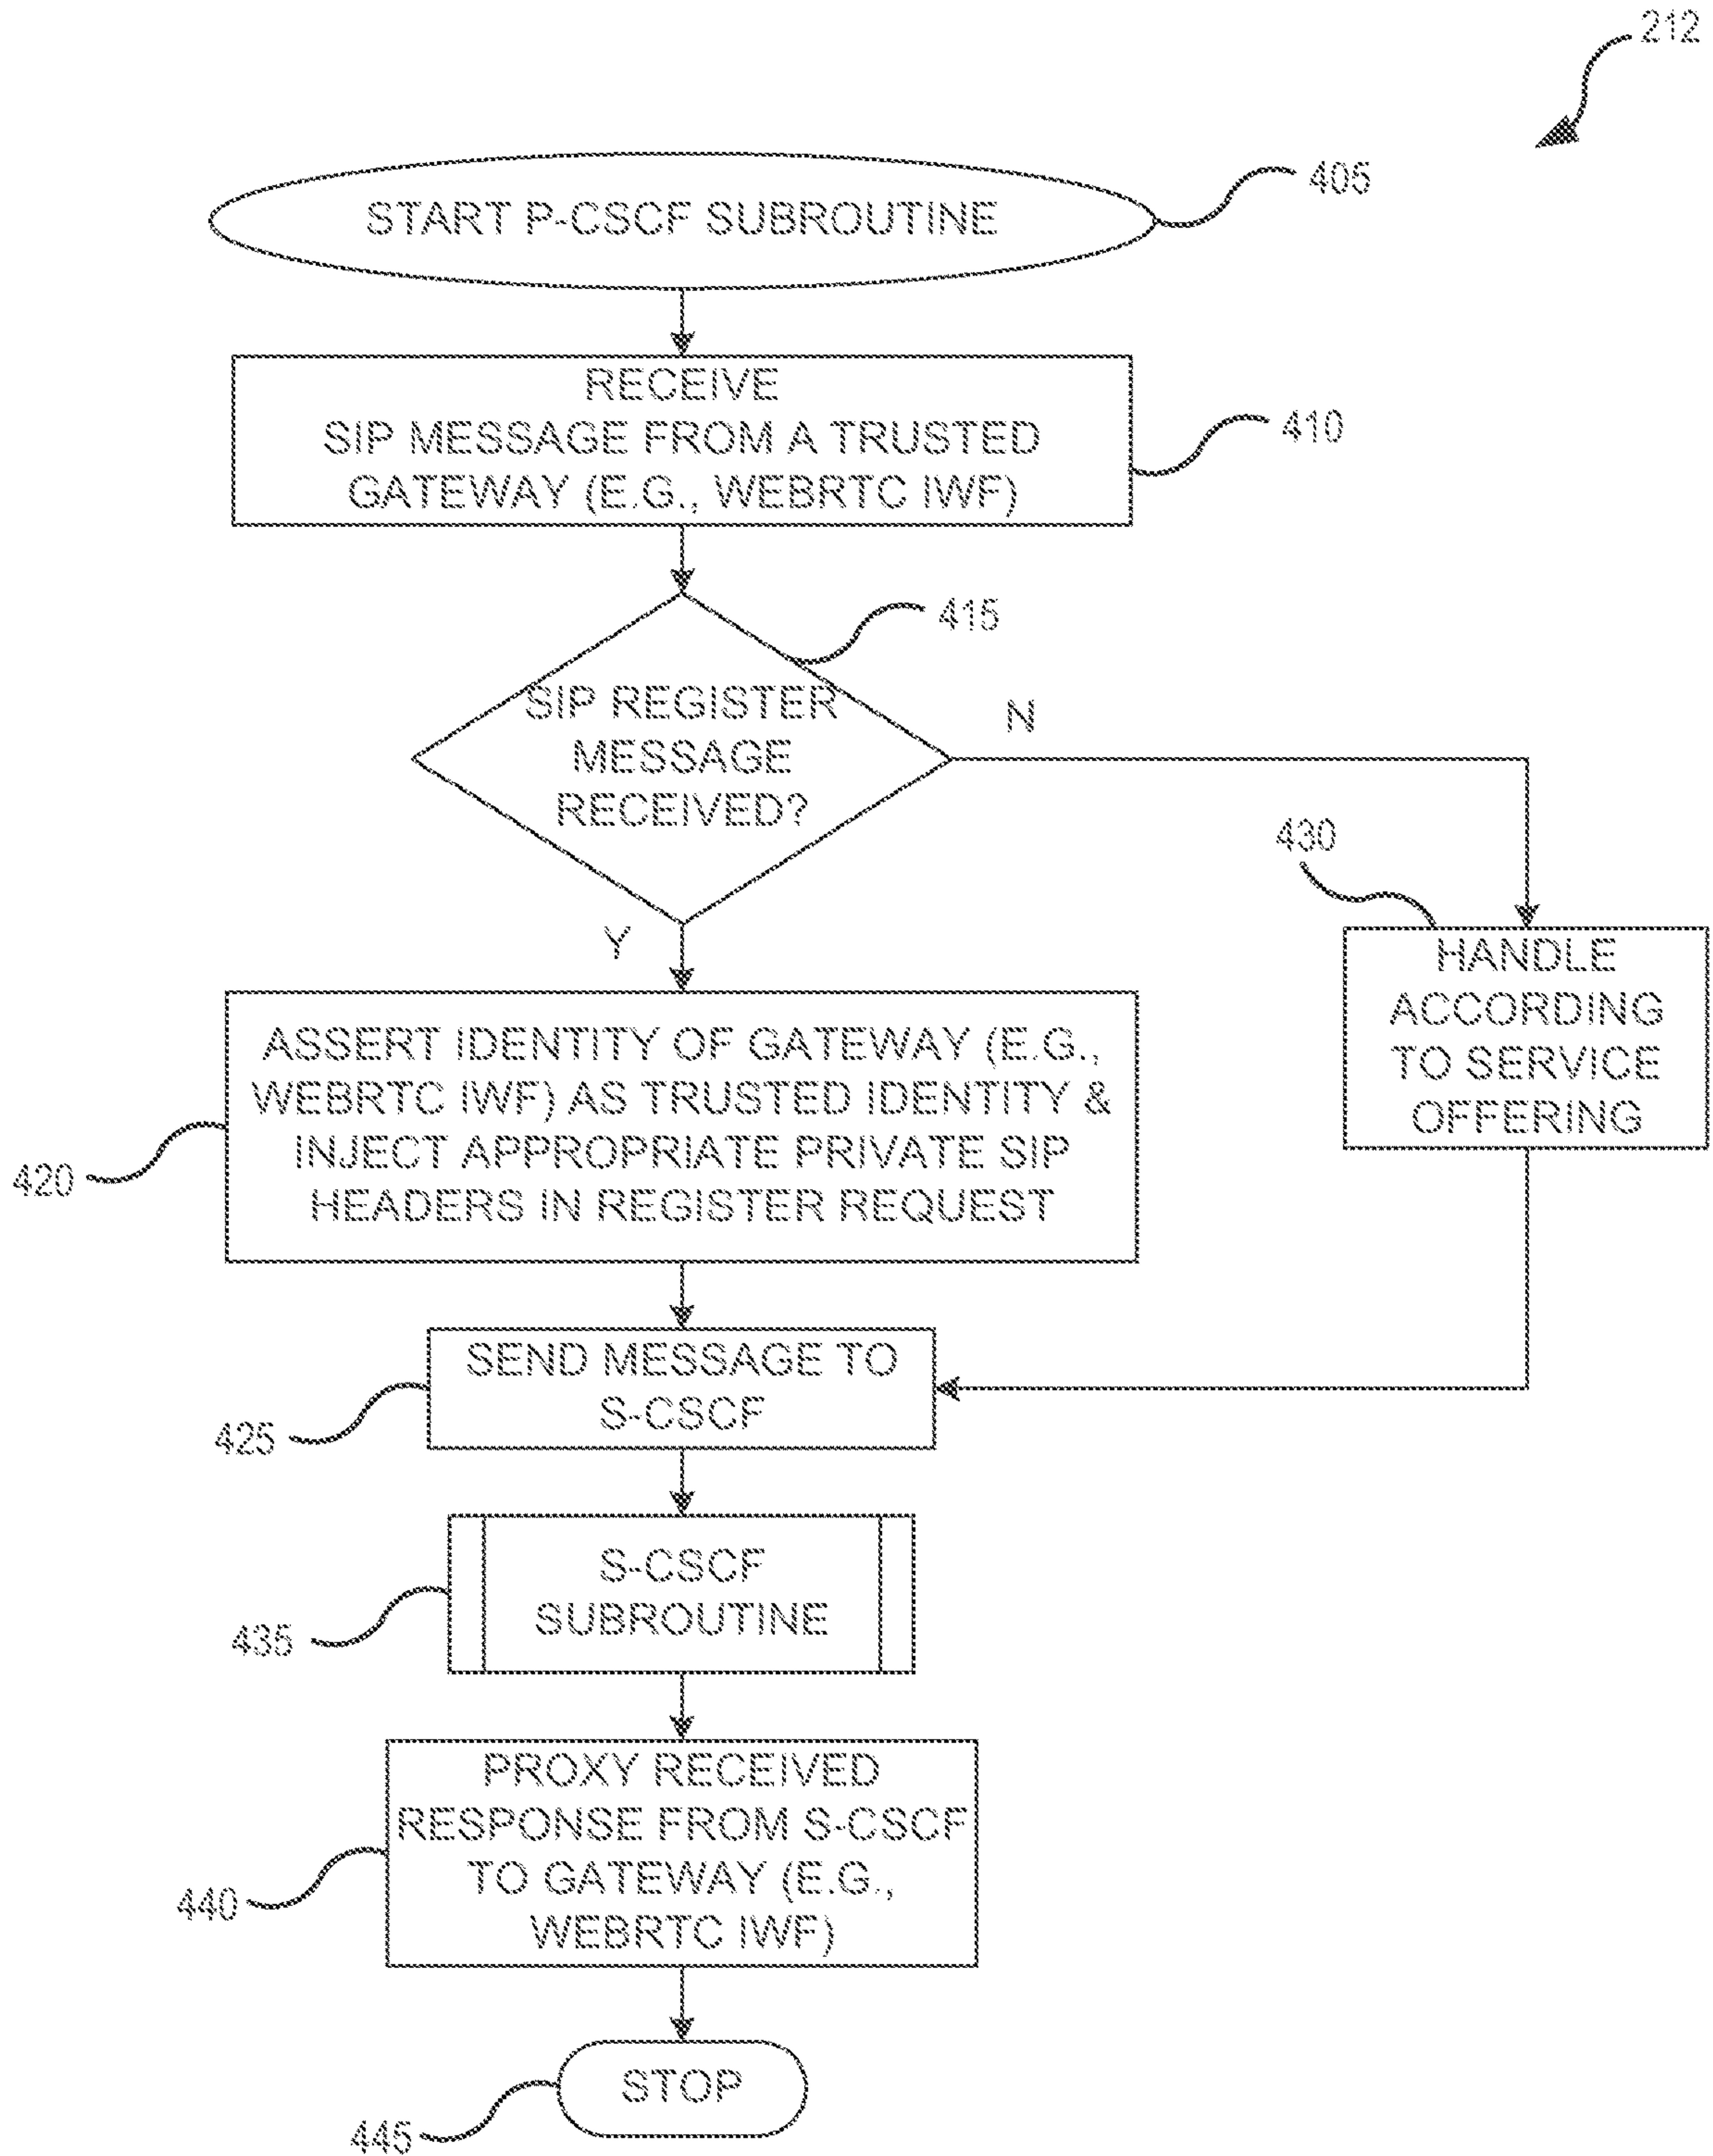 212
START P-CSCF SUBROUTINE
405
RECEIVE
SIP MESSAGE FROM A TRUSTED
GATEWAY (E.G., WEBRTC IWF)
410
415
SIP REGISTER
MESSAGE
RECEIVED?
N
Y
430
HANDLE
ACCORDING
TO SERVICE
OFFERING
ASSERT IDENTITY OF GATEWAY (E.G.,
WEBRTC IWF) AS TRUSTED IDENTITY &
INJECT APPROPRIATE PRIVATE SIP
HEADERS IN REGISTER REQUEST
420
SEND MESSAGE TO
S-CSCF
425
S-CSCF
SUBROUTINE
435
PROXY RECEIVED
RESPONSE FROM S-CSCF
TO GATEWAY (E.G.,
WEBRTC IWF)
440
STOP
445